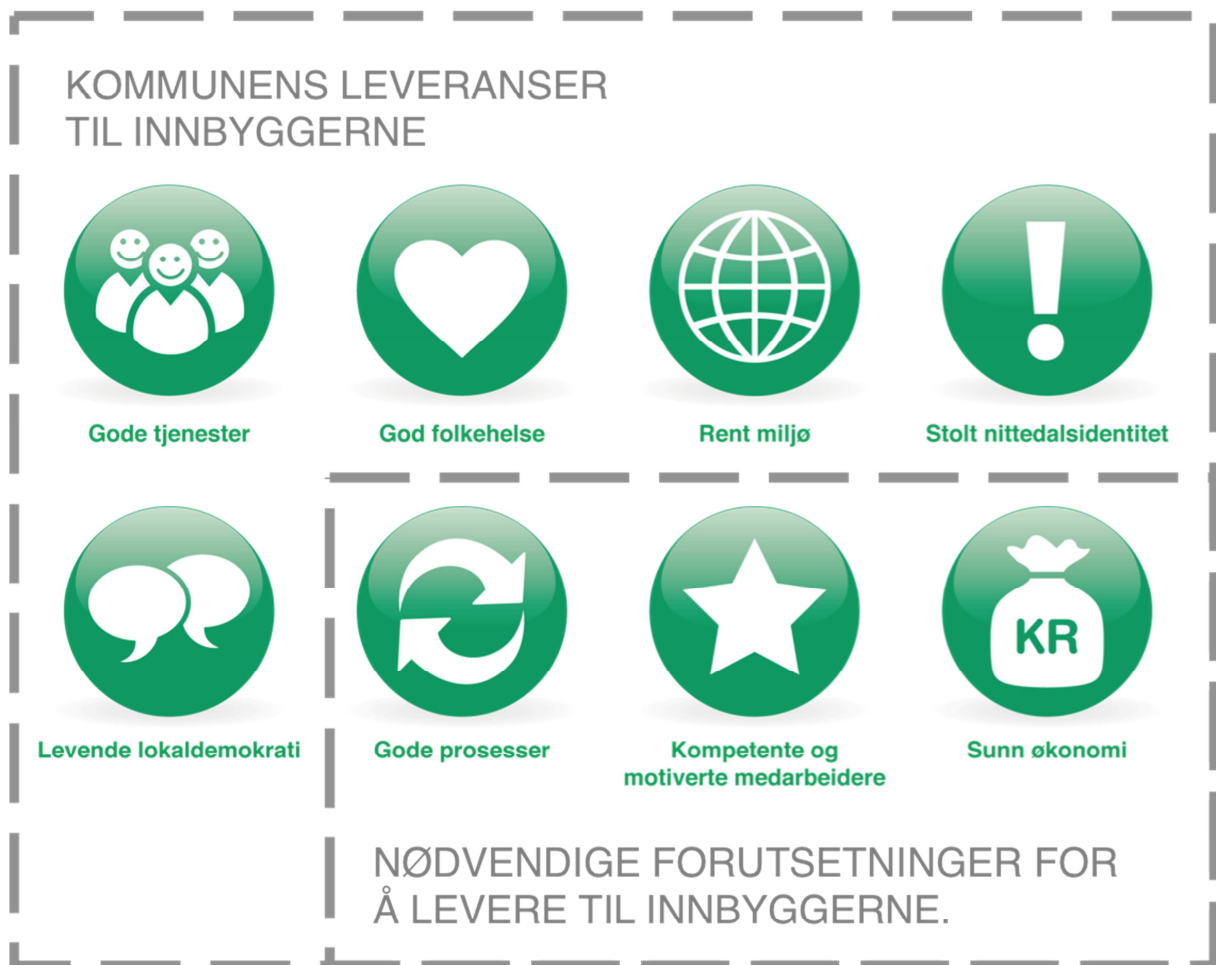 KOMMUNENS LEVERANSER
TIL INNBYGGERNE
Gode tjenester
God folkehelse
Rent miljø
Stolt nittedalsidentitet
KR
Levende lokaldemokrati
Gode prosesser
Kompetente og
motiverte medarbeidere
Sunn økonomi
NØDVENDIGE FORUTSETNINGER FOR
Å LEVERE TIL INNBYGGERNE.